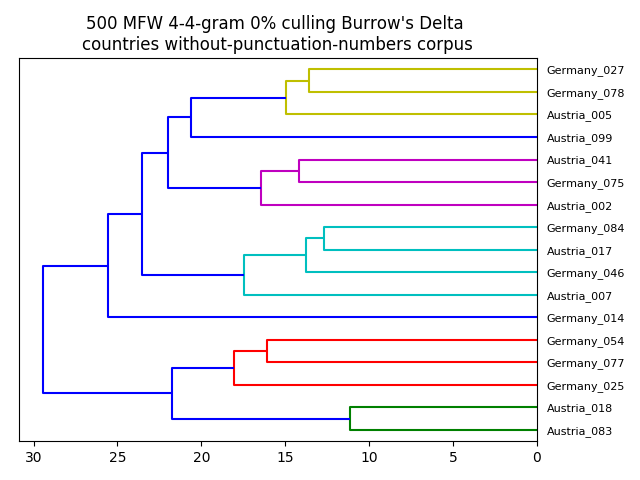 500 MFW 4-4-gram 0% culling Burrow's Delta
countries without-punctuation-numbers corpus
Germany_027
Germany_078
Austria_005
Austria_099
Austria_041
Germany_075
Austria_002
Germany_084
Austria_017
Germany_046
Austria_007
Germany_014
Germany_054
Germany_077
Germany_025
Austria_018
Austria_083
30 25 20 15 10 5 0